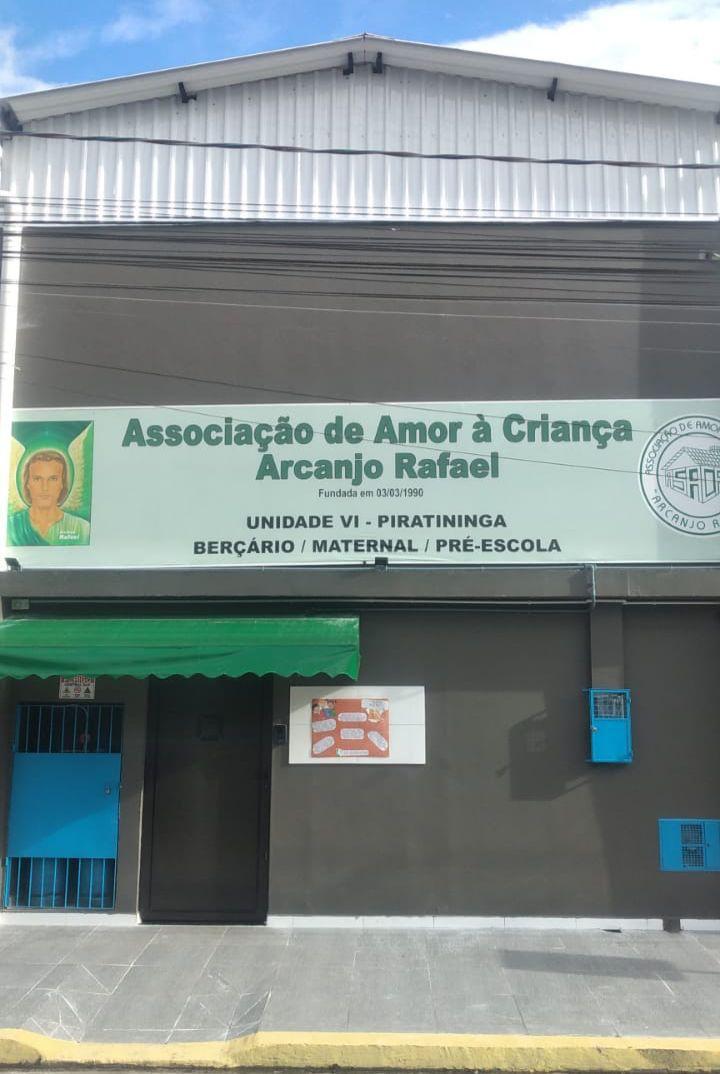 Associação de Amor à Criança
Arcanjo Rafael
Fundada em 03/03/1990
UNIDADE VI - PIRATININGA
BERÇÁRIO / MATERNAL / PRÉ-ESCOLA
Rafael
ASSOCIAÇÃO DE AMOR
ARCANJO